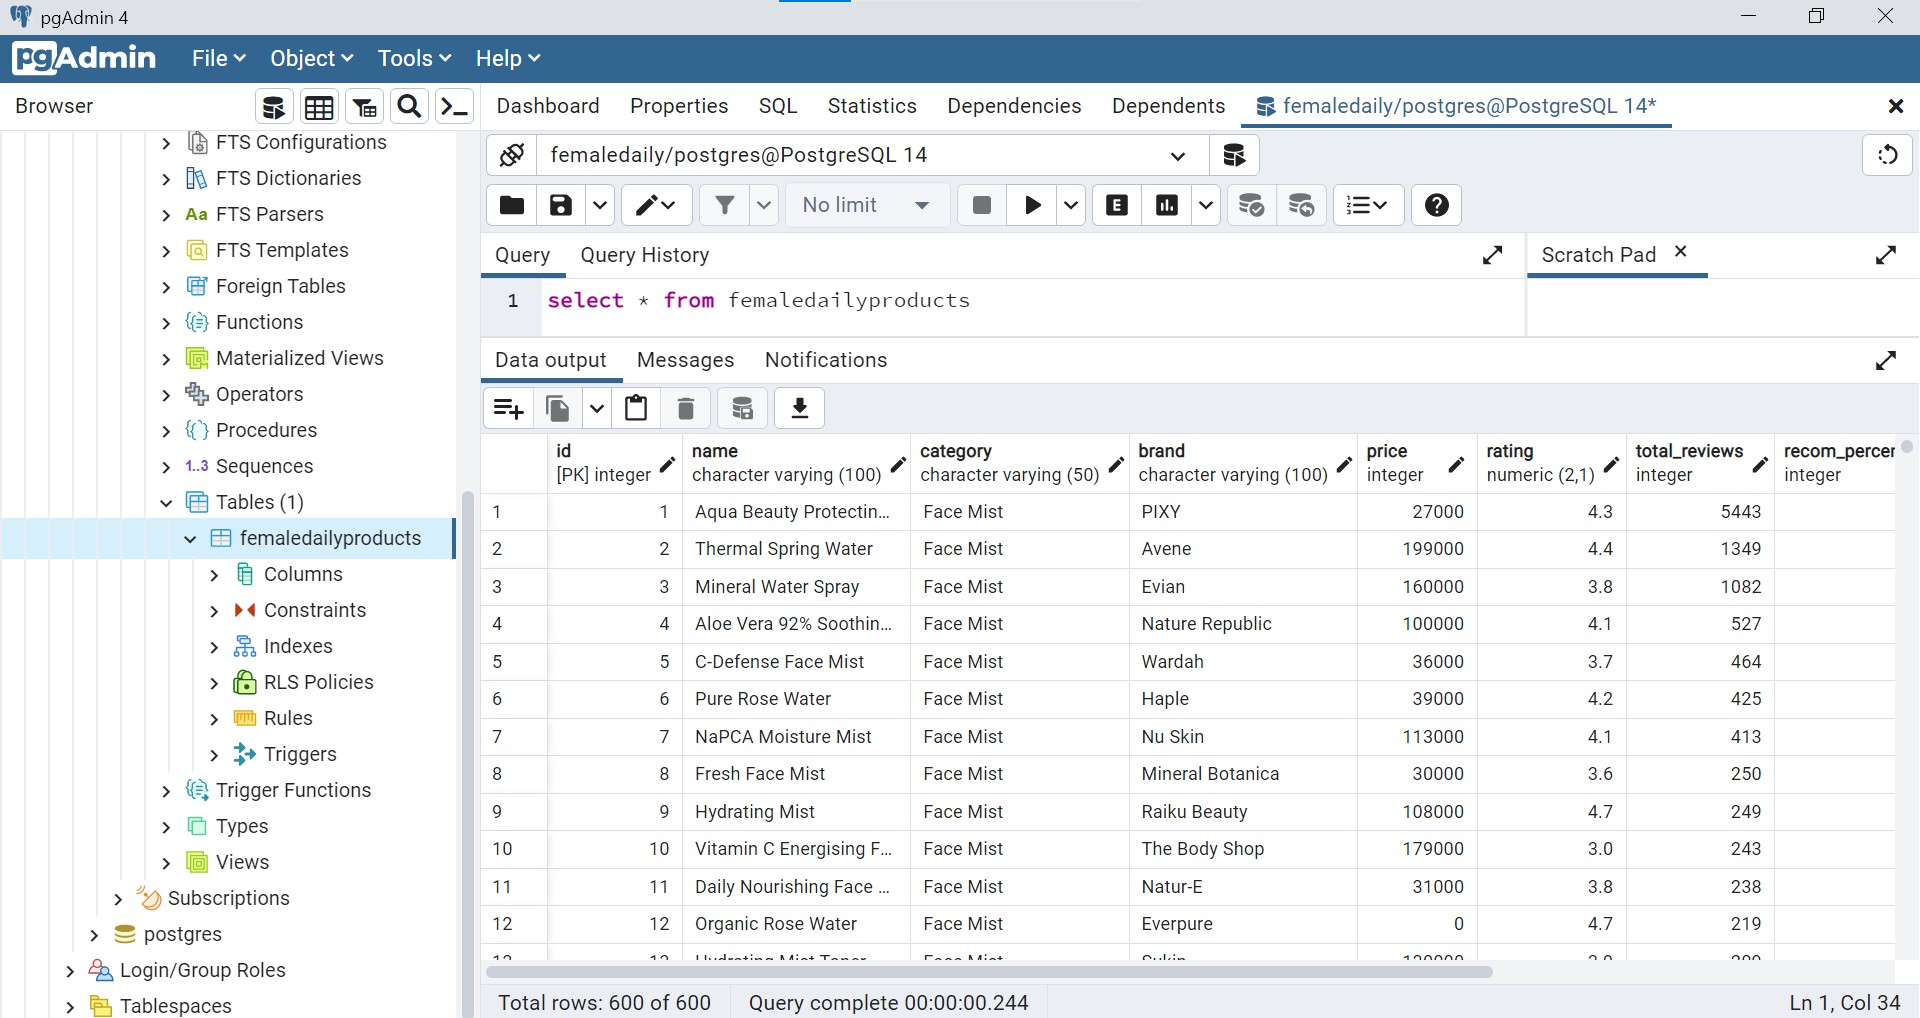 pgAdmin 4
pgAdmin File Object Tools Help
Browser
Dashboard Properties SQL Statistics Dependencies Dependents femaledaily/postgres@PostgreSQL 14*
FTS Configurations
FTS Dictionaries
Aa FTS Parsers
FTS Templates
Foreign Tables
Functions
Materialized Views
Operators
Procedures
1..3 Sequences
Tables (1)
femaledailyproducts
Columns
Constraints
Indexes
RLS Policies
Rules
Triggers
Trigger Functions
Types
Views
Subscriptions
postgres
Login/Group Roles
Tablespaces
femaledaily/postgres@PostgreSQL 14
No limit
E
Query Query History
Scratch Pad
1 select * from femaledailyproducts
Data output Messages Notifications
id name category brand price rating total_reviews recom_percer
[PK] integer character varying (100) character varying (50) character varying (100) integer numeric (2,1) integer integer
1 1 Aqua Beauty Protectin... Face Mist PIXY 27000 4.3 5443
2 2 Thermal Spring Water Face Mist Avene 199000 4.4 1349
3 3 Mineral Water Spray Face Mist Evian 160000 3.8 1082
4 4 Aloe Vera 92% Soothin... Face Mist Nature Republic 100000 4.1 527
5 5 C-Defense Face Mist Face Mist Wardah 36000 3.7 464
6 6 Pure Rose Water Face Mist Haple 39000 4.2 425
7 7 NaPCA Moisture Mist Face Mist Nu Skin 113000 4.1 413
8 8 Fresh Face Mist Face Mist Mineral Botanica 30000 3.6 250
9 9 Hydrating Mist Face Mist Raiku Beauty 108000 4.7 249
10 10 Vitamin C Energising F... Face Mist The Body Shop 179000 3.0 243
11 11 Daily Nourishing Face ... Face Mist Natur-E 31000 3.8 238
12 12 Organic Rose Water Face Mist Everpure 0 4.7 219
Total rows: 600 of 600 Query complete 00:00:00.244 Ln 1, Col 34